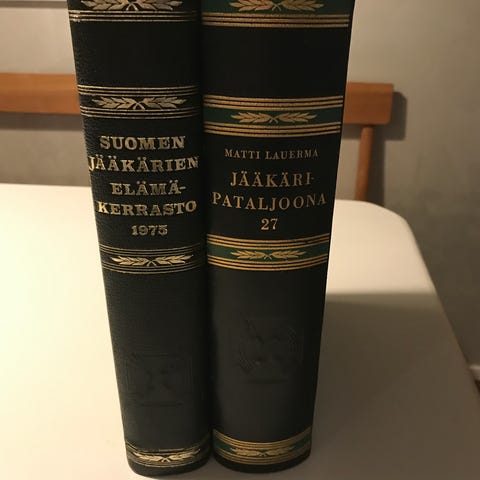 SUOMEN
JÄÄKÄRIEN
ELÄMÄ-
KERRASTO
1975
MATTI LAUERMA
JÄÄKÄRI-
PATALJOONA
27